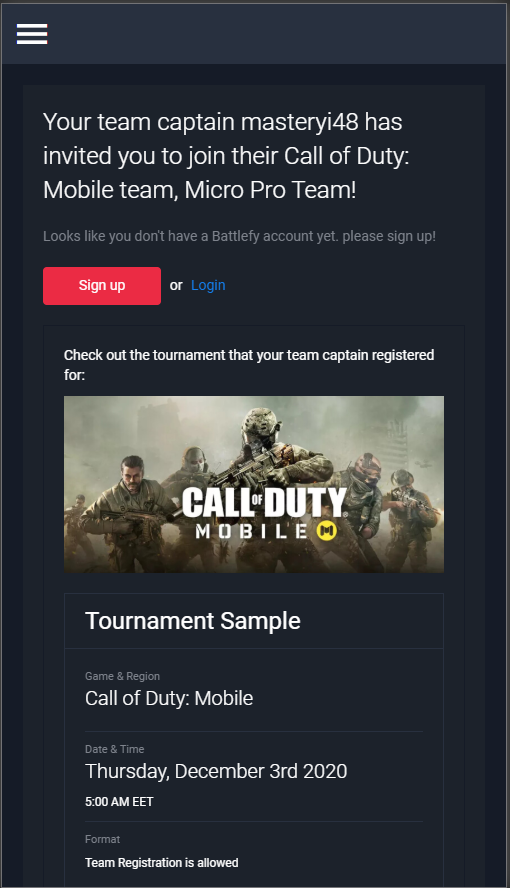 Your team captain masteryi48 has
invited you to join their Call of Duty:
Mobile team, Micro Pro Team!
Looks like you don't have a Battlefy account yet. please sign up!
Sign up or Login
Check out the tournament that your team captain registered
for:
CALL OF DUTY
MOBILE
Tournament Sample
Game & Region
Call of Duty: Mobile
Date & Time
Thursday, December 3rd 2020
5:00 AM EET
Format
Team Registration is allowed